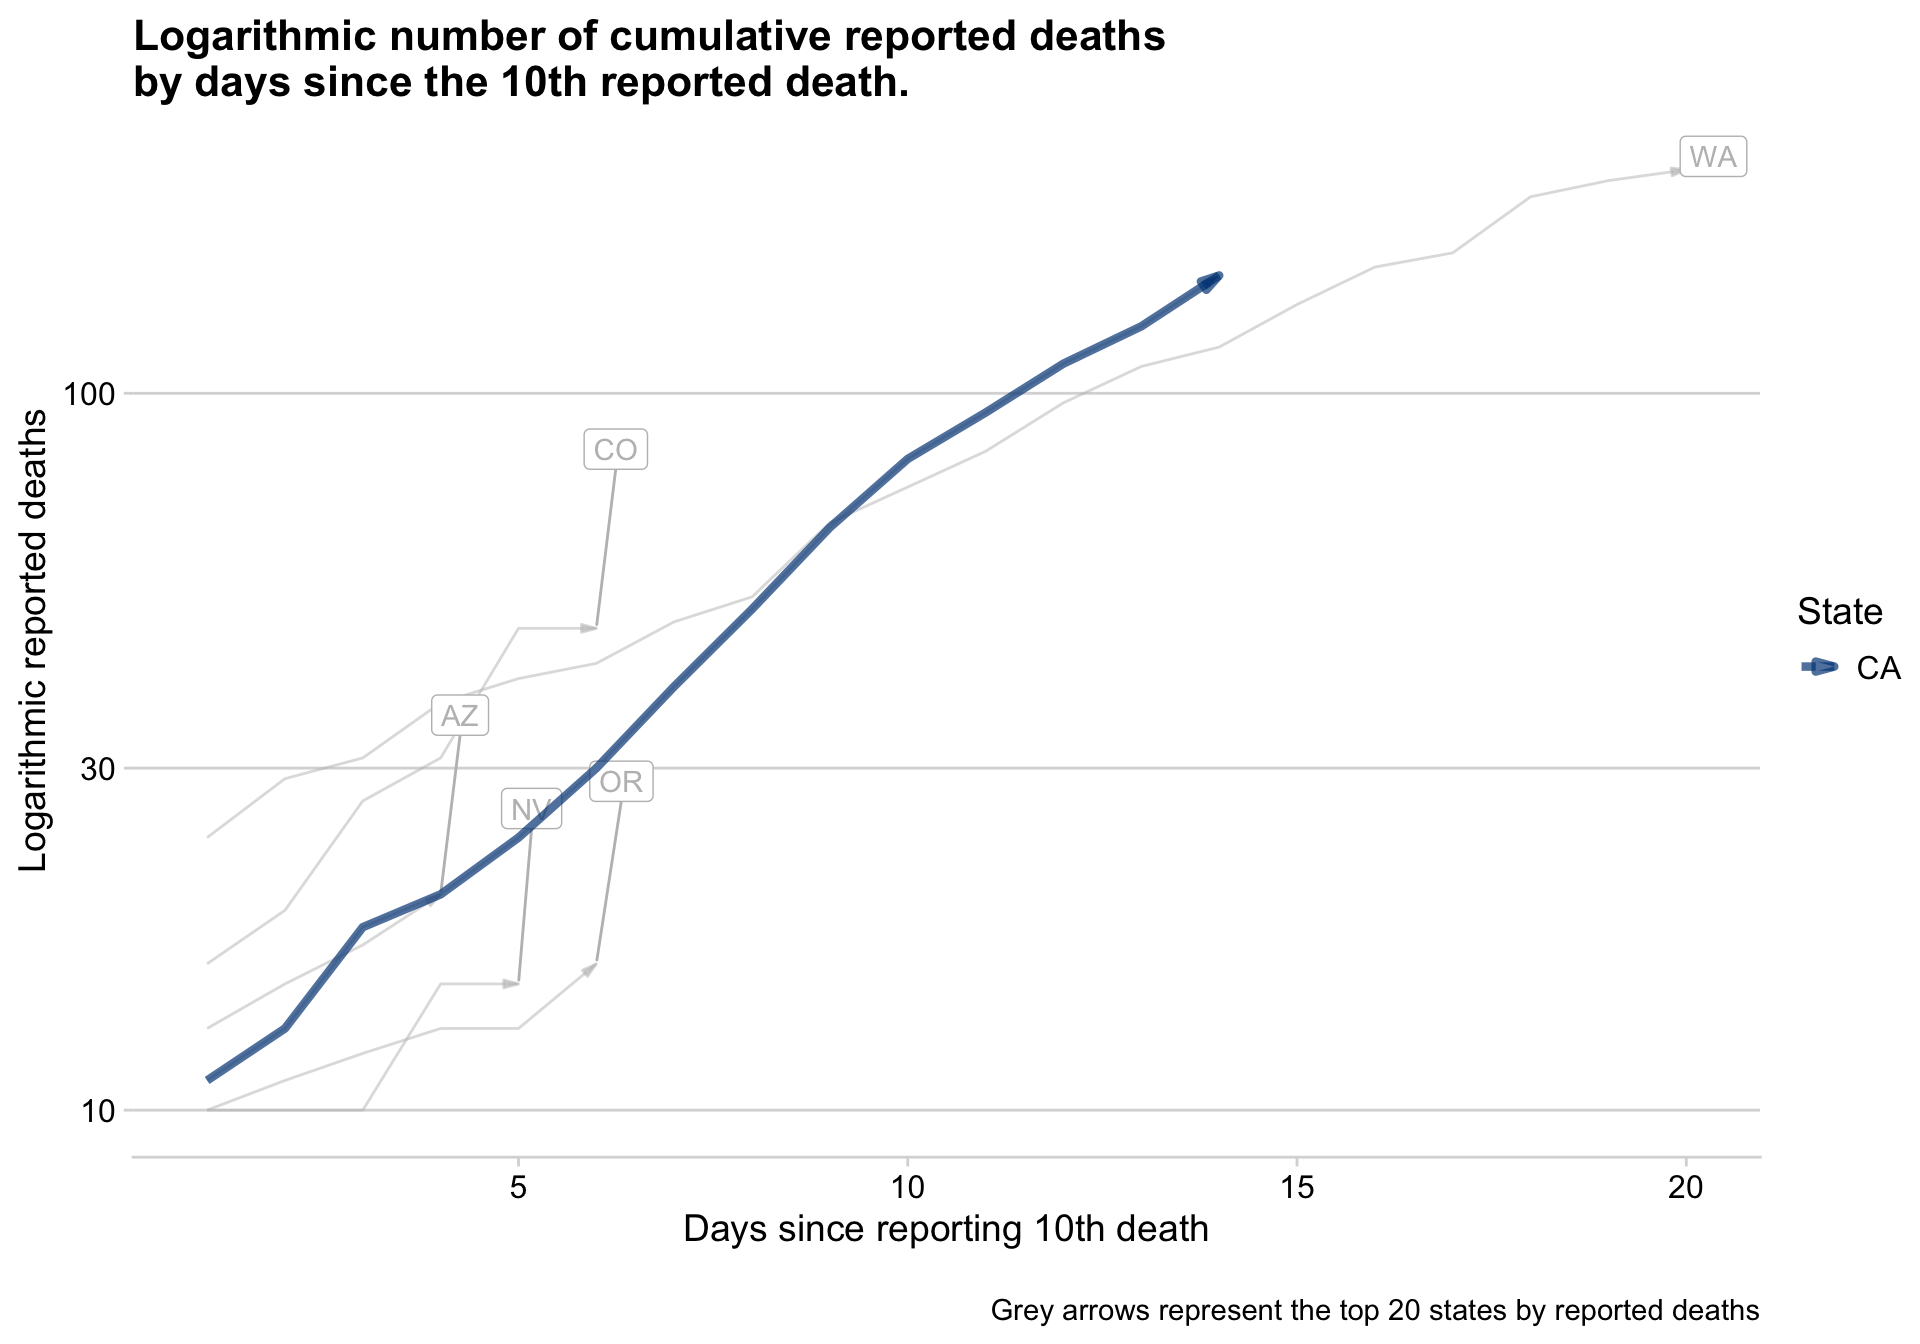 Logarithmic number of cumulative reported deaths
by days since the 10th reported death.
WA
100
CO
AZ
30
OR
NV
10
Logarithmic reported deaths
State
CA
5
10
15
20
Days since reporting 10th death
Grey arrows represent the top 20 states by reported deaths